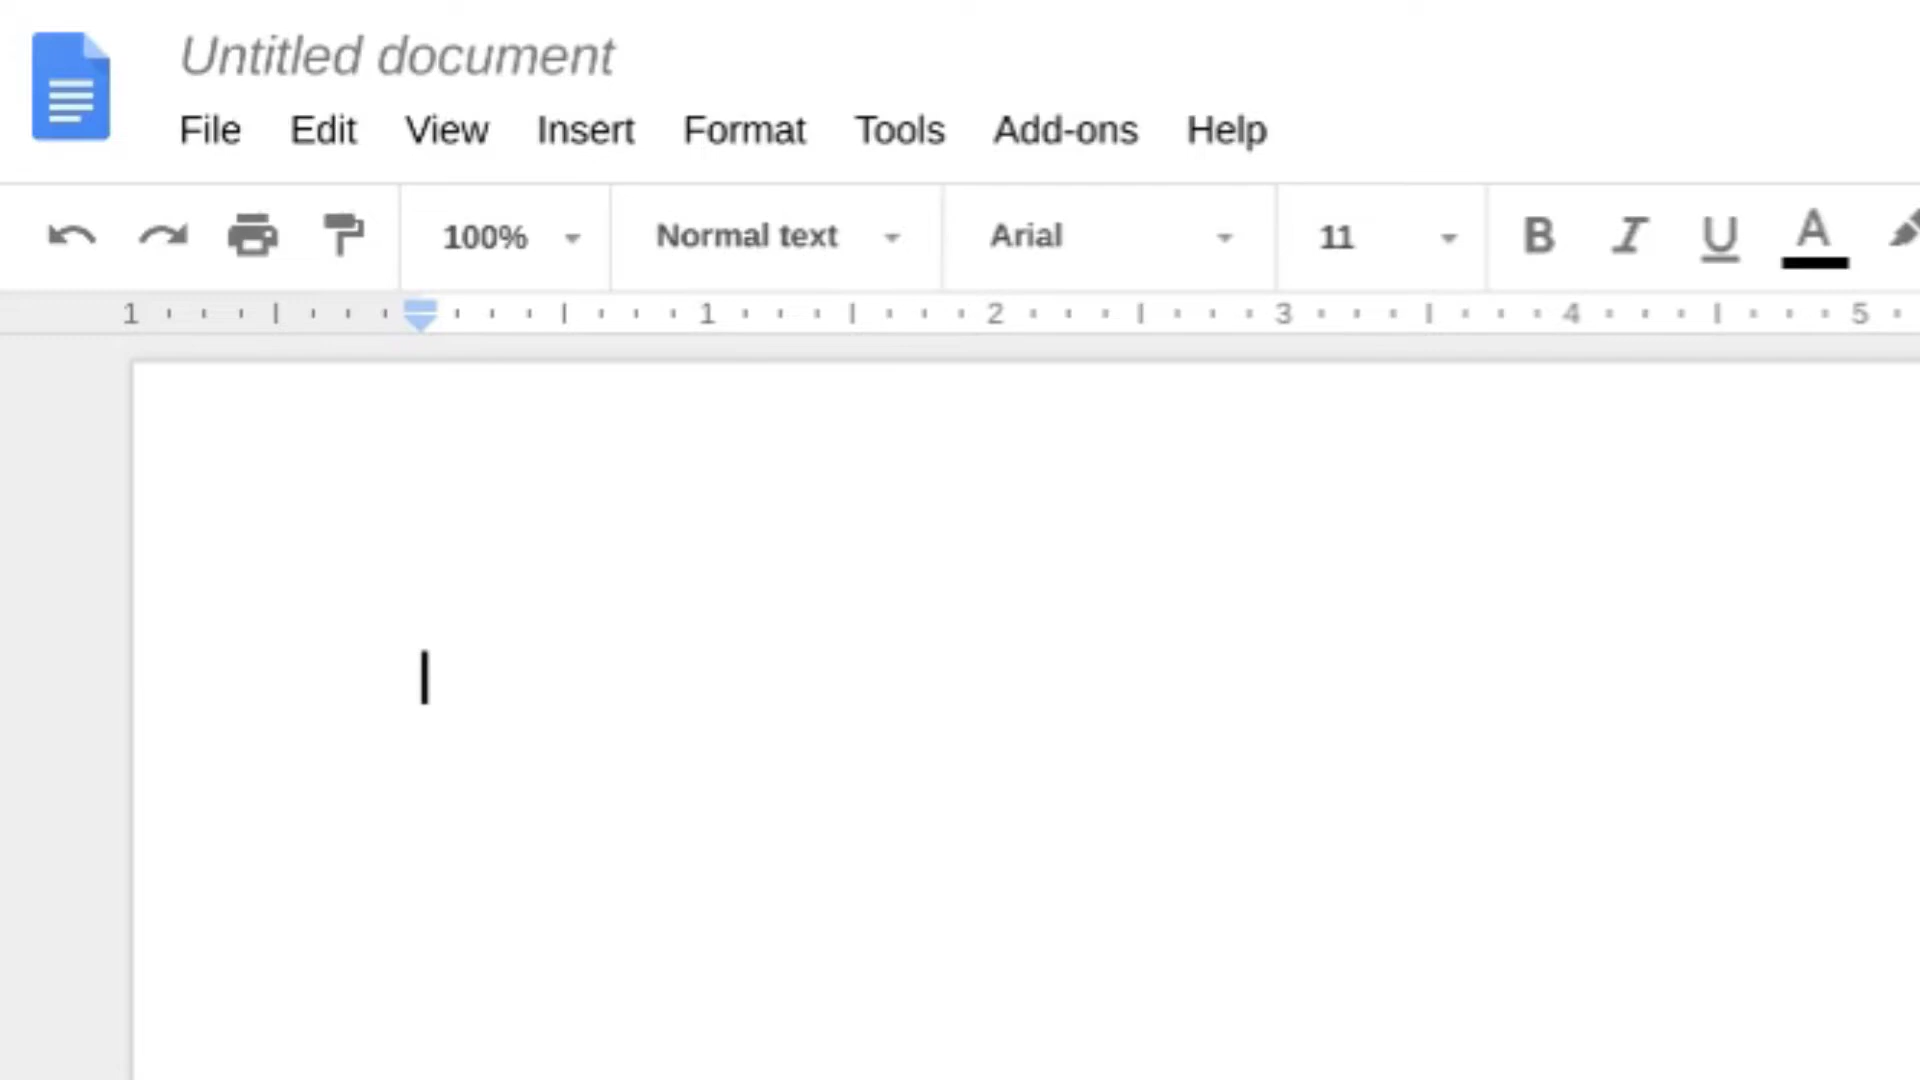 Untitled document
File Edit View Insert Format Tools Add-ons Help
100% Normal text Arial 11 B I U A
1 1 2 3 4 5